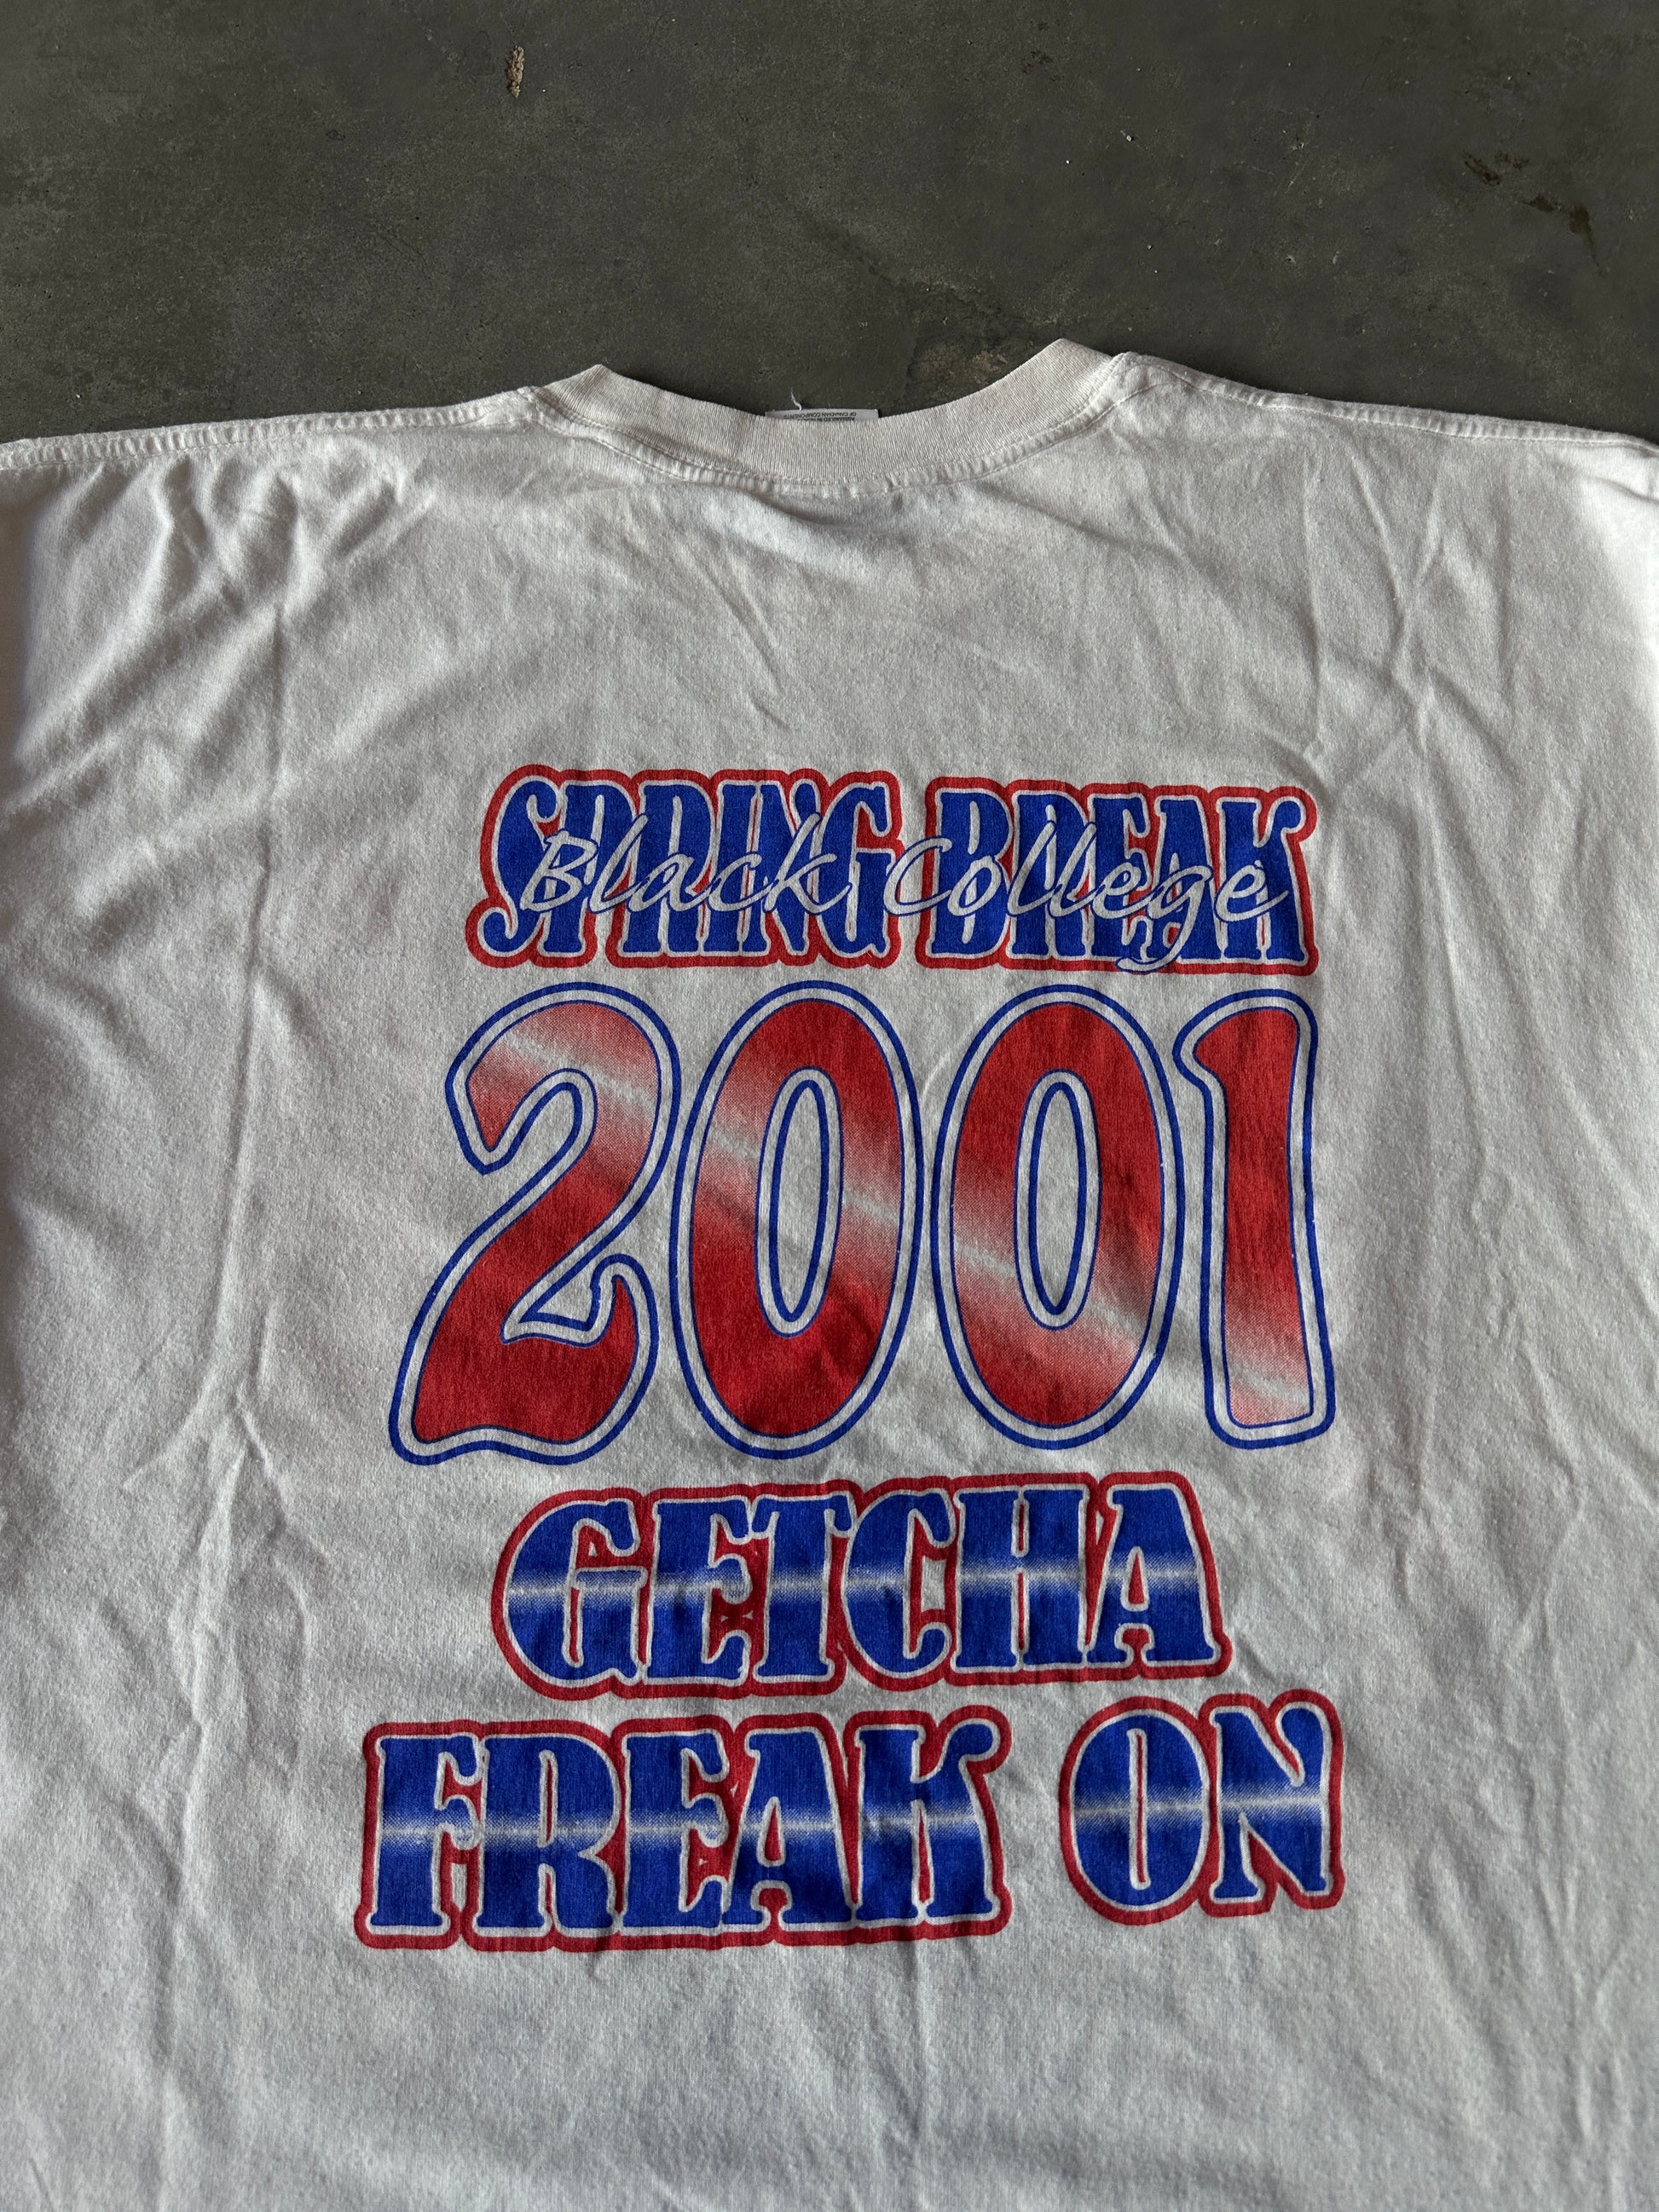 SPRING BREAK
Black College
2001
GETCHA
FREAK ON